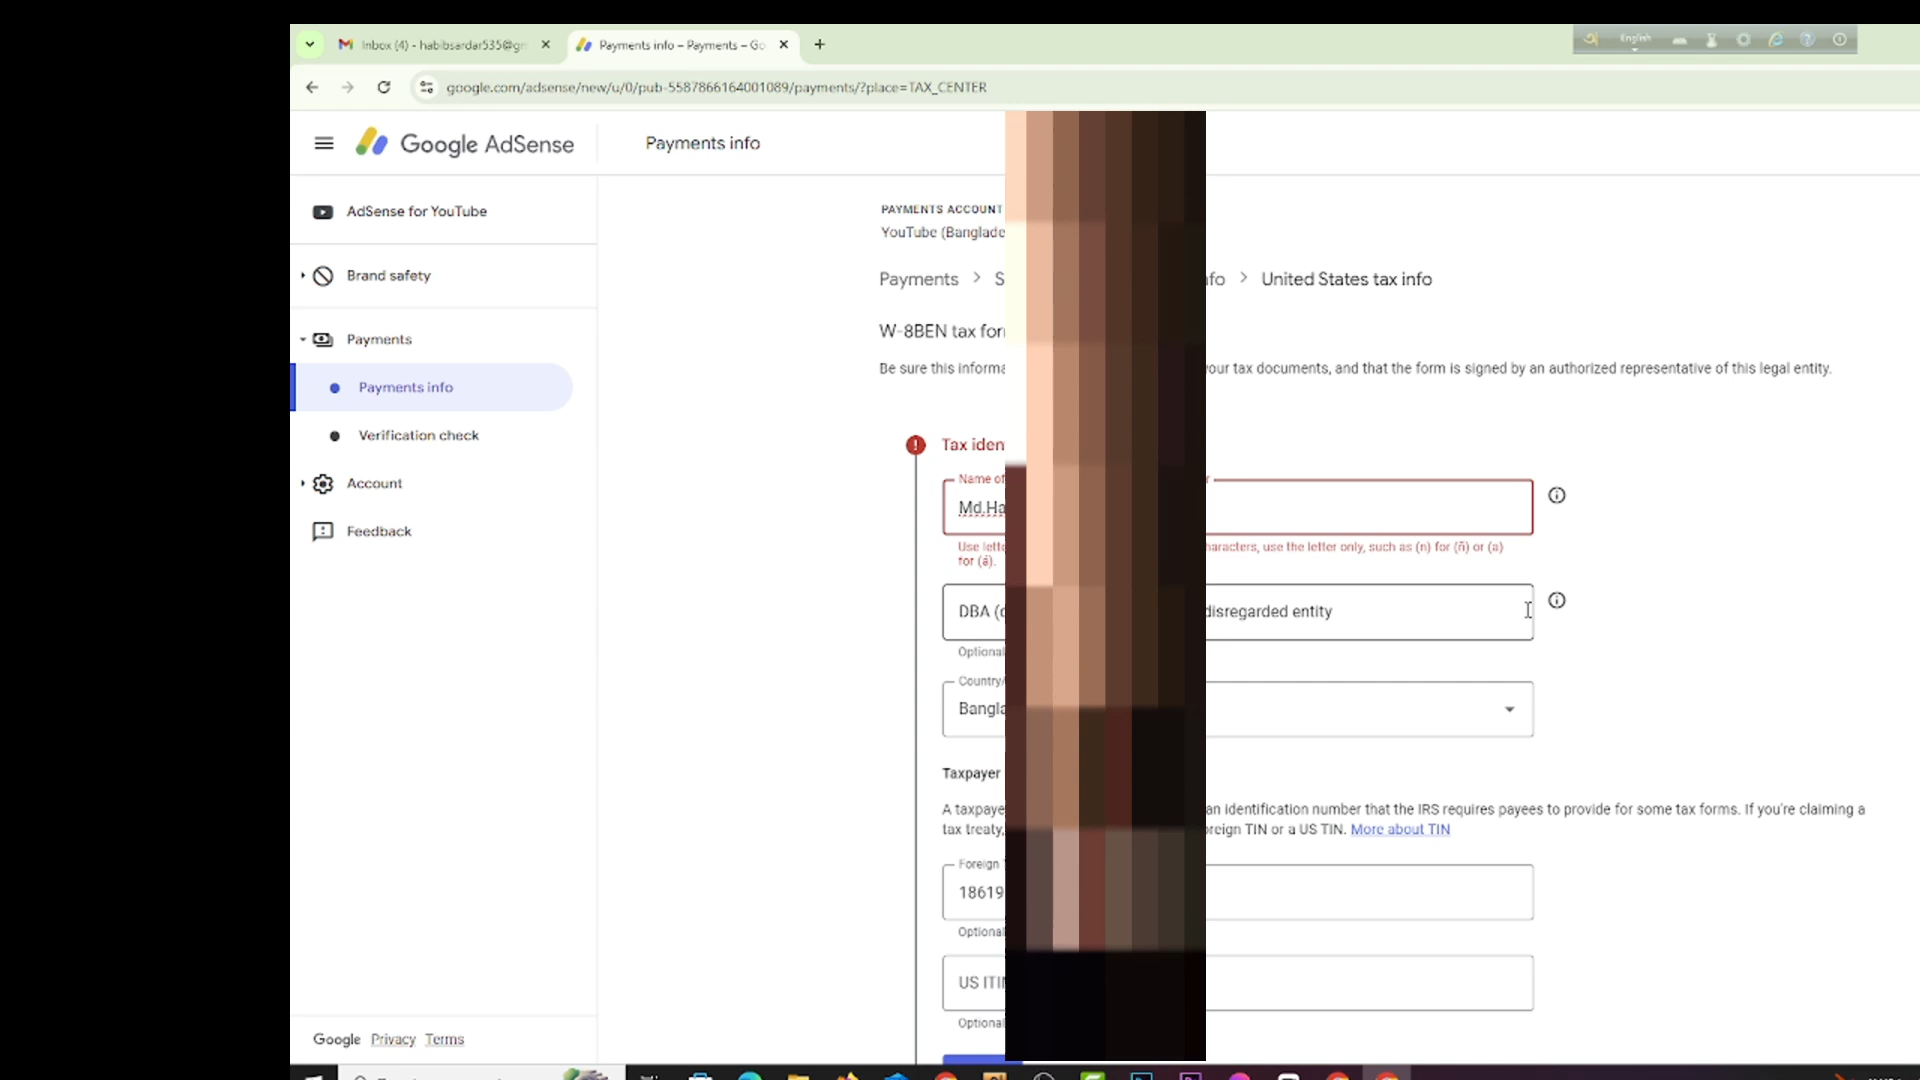 Inbox (4) - habibsardar535@gm
Payments info – Payments – Go
English
google.com/adsense/new/u/0/pub-5587866164001089/payments/?place=TAX_CENTER
Google AdSense
Payments info
AdSense for YouTube
Brand safety
Payments
Payments info
Verification check
Account
Feedback
PAYMENTS ACCOUNT
YouTube (Banglade
Payments > S nfo > United States tax info
W-8BEN tax for
Be sure this informa your tax documents, and that the form is signed by an authorized representative of this legal entity.
Tax iden
Name of r
Md.Ha
Use lette haracters, use the letter only, such as (n) for (ñ) or (a)
for (á).
DBA (d disregarded entity
Optional
Country/
Bangla
Taxpayer
A taxpaye an identification number that the IRS requires payees to provide for some tax forms. If you're claiming a
tax treaty, oreign TIN or a US TIN. More about TIN
Foreign
18619
Optional
US ITI
Optional
Google Privacy Terms